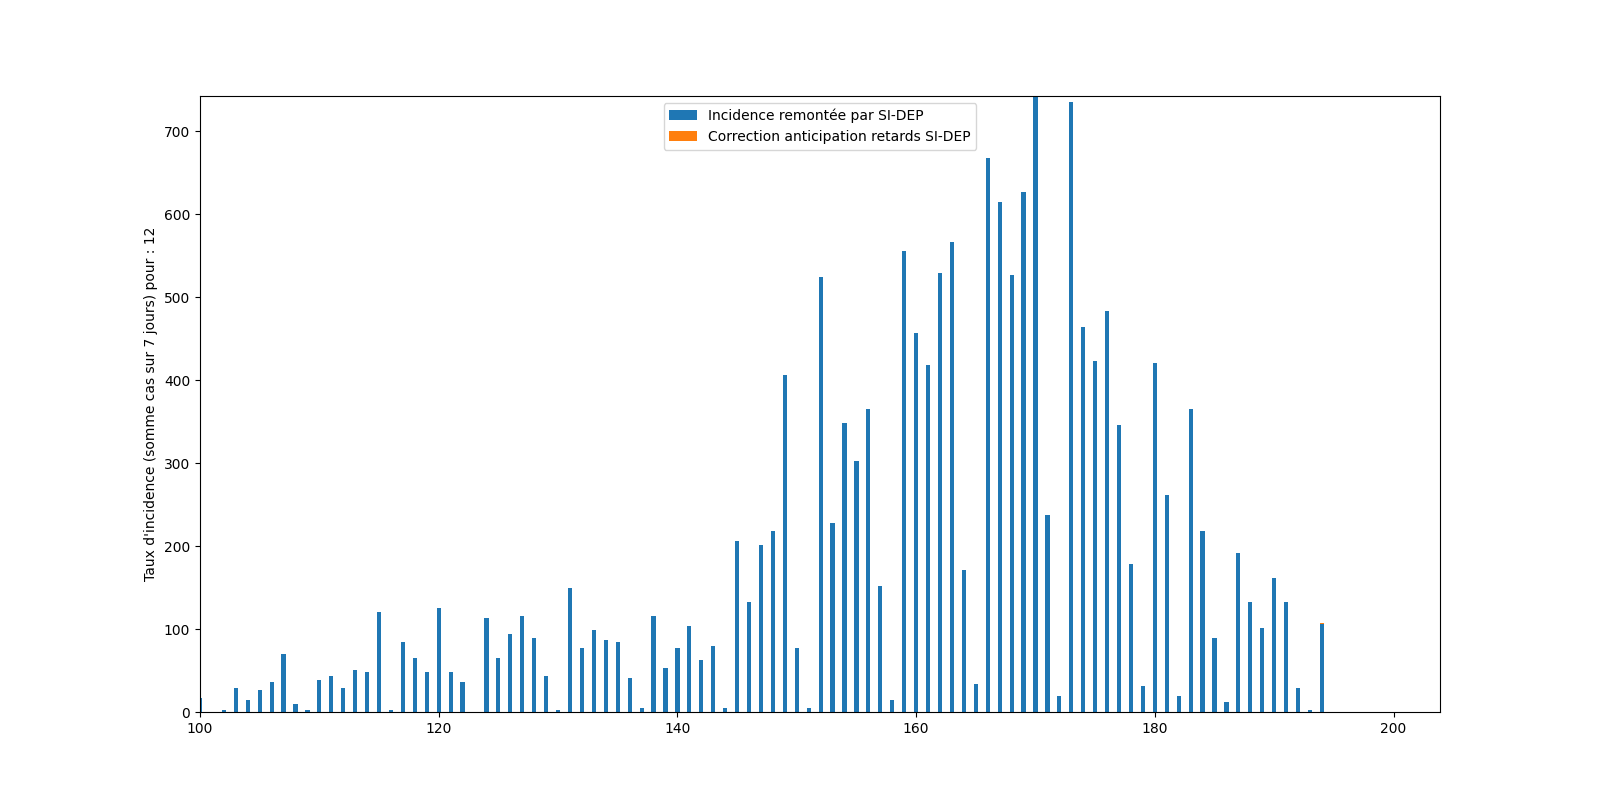 Incidence remontée par SI-DEP
Correction anticipation retards SI-DEP
Taux d'incidence (somme cas sur 7 jours) pour : 12
700
600
500
400
300
200
100
0
100 120 140 160 180 200